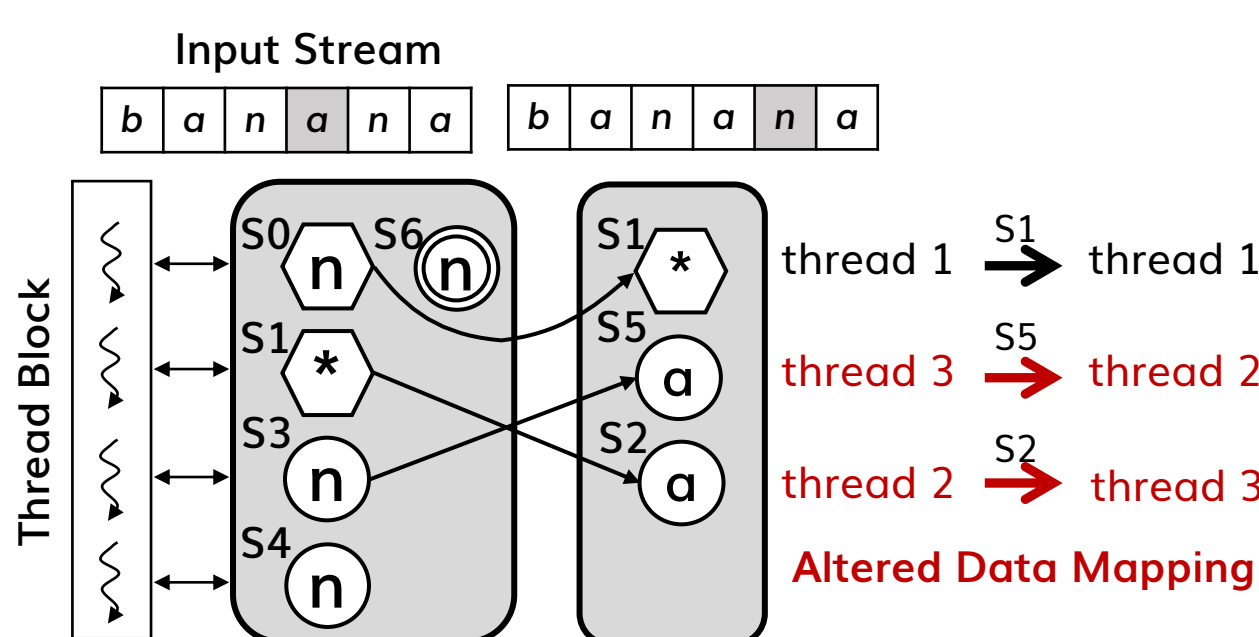 Input Stream
b a n a n a
b a n a n a
Thread Block
S0 n S6 n
S1 *
S3 n
S4 n
S1 *
S5 a
S2 a
thread 1 S1 thread 1
thread 3 S5 thread 2
thread 2 S2 thread 3
Altered Data Mapping